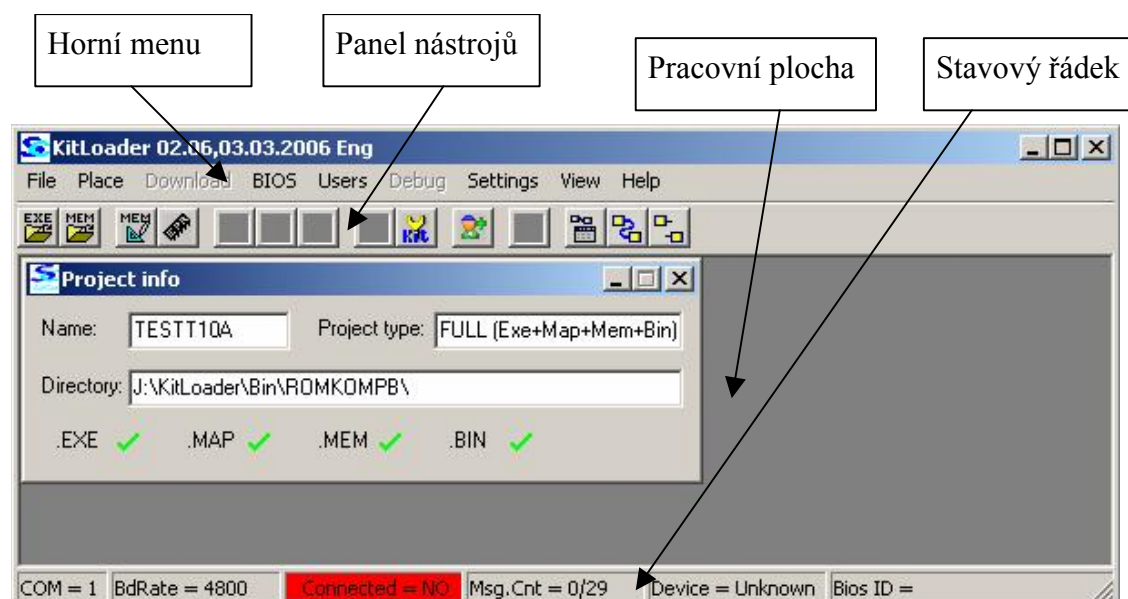 Horní menu
Panel nástrojů
Pracovní plocha
Stavový řádek
KitLoader 02.06,03.03.2006 Eng
File Place Download BIOS Users Debug Settings View Help
EXE MEM MEM Kit
Project info
Name: TESTT10A Project type: FULL (Exe+Map+Mem+Bin)
Directory: J:\KitLoader\Bin\ROMKOMPB\
.EXE .MAP .MEM .BIN
COM = 1 BdRate = 4800 Connected = NO Msg.Cnt = 0/29 Device = Unknown Bios ID =